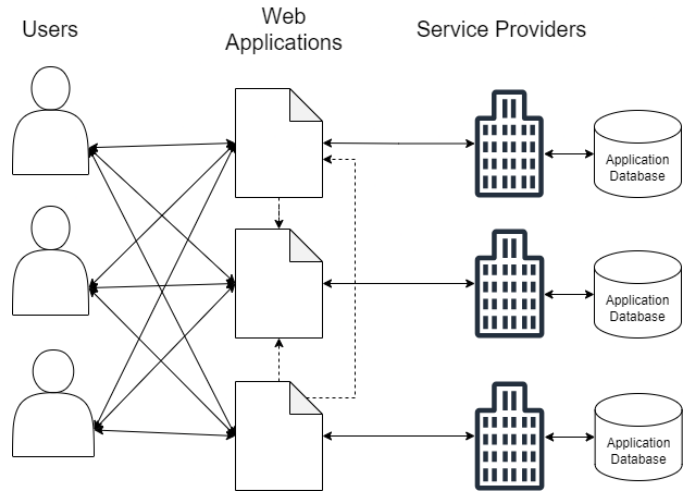 Users
Web
Applications
Service Providers
Application
Database
Application
Database
Application
Database